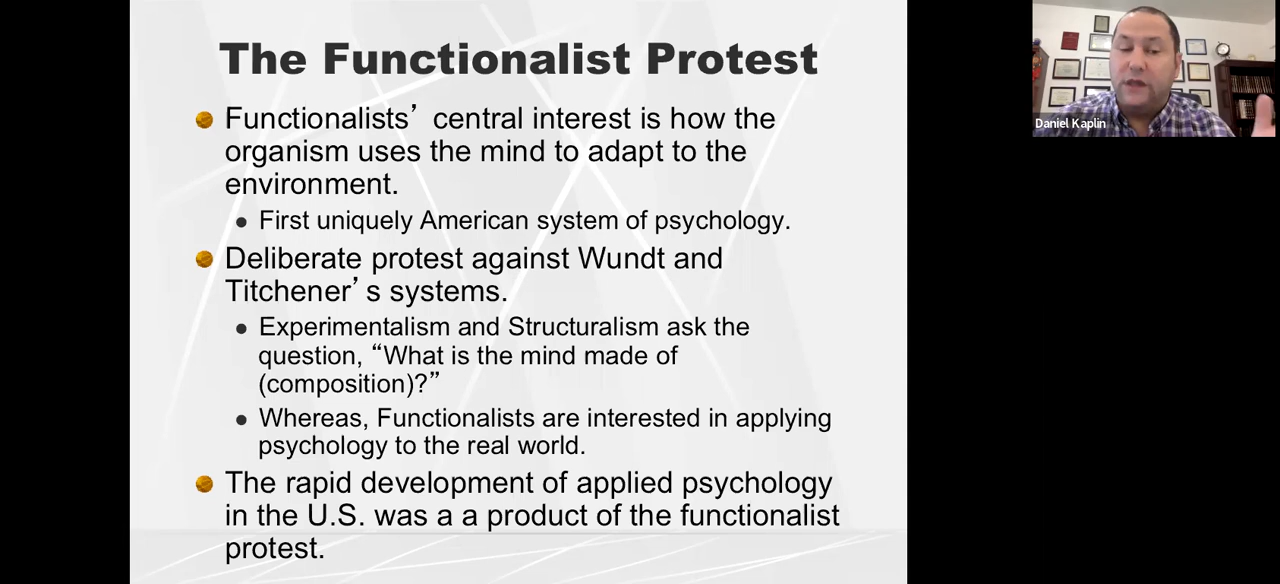 The Functionalist Protest
Functionalists’ central interest is how the
organism uses the mind to adapt to the
environment.
First uniquely American system of psychology.
Deliberate protest against Wundt and
Titchener’s systems.
Experimentalism and Structuralism ask the
question, “What is the mind made of
(composition)?”
Whereas, Functionalists are interested in applying
psychology to the real world.
The rapid development of applied psychology
in the U.S. was a a product of the functionalist
protest.
Daniel Kaplin